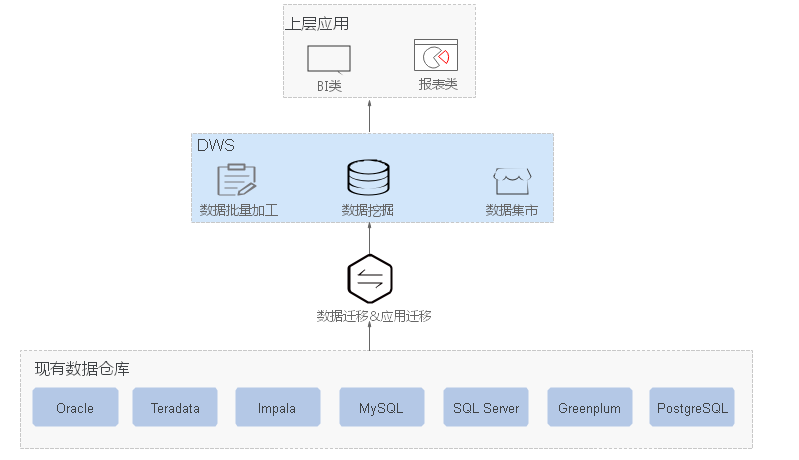 上层应用
BI类
报表类
DWS
数据批量加工
数据挖掘
数据集市
数据迁移&应用迁移
现有数据仓库
Oracle
Teradata
Impala
MySQL
SQL Server
Greenplum
PostgreSQL